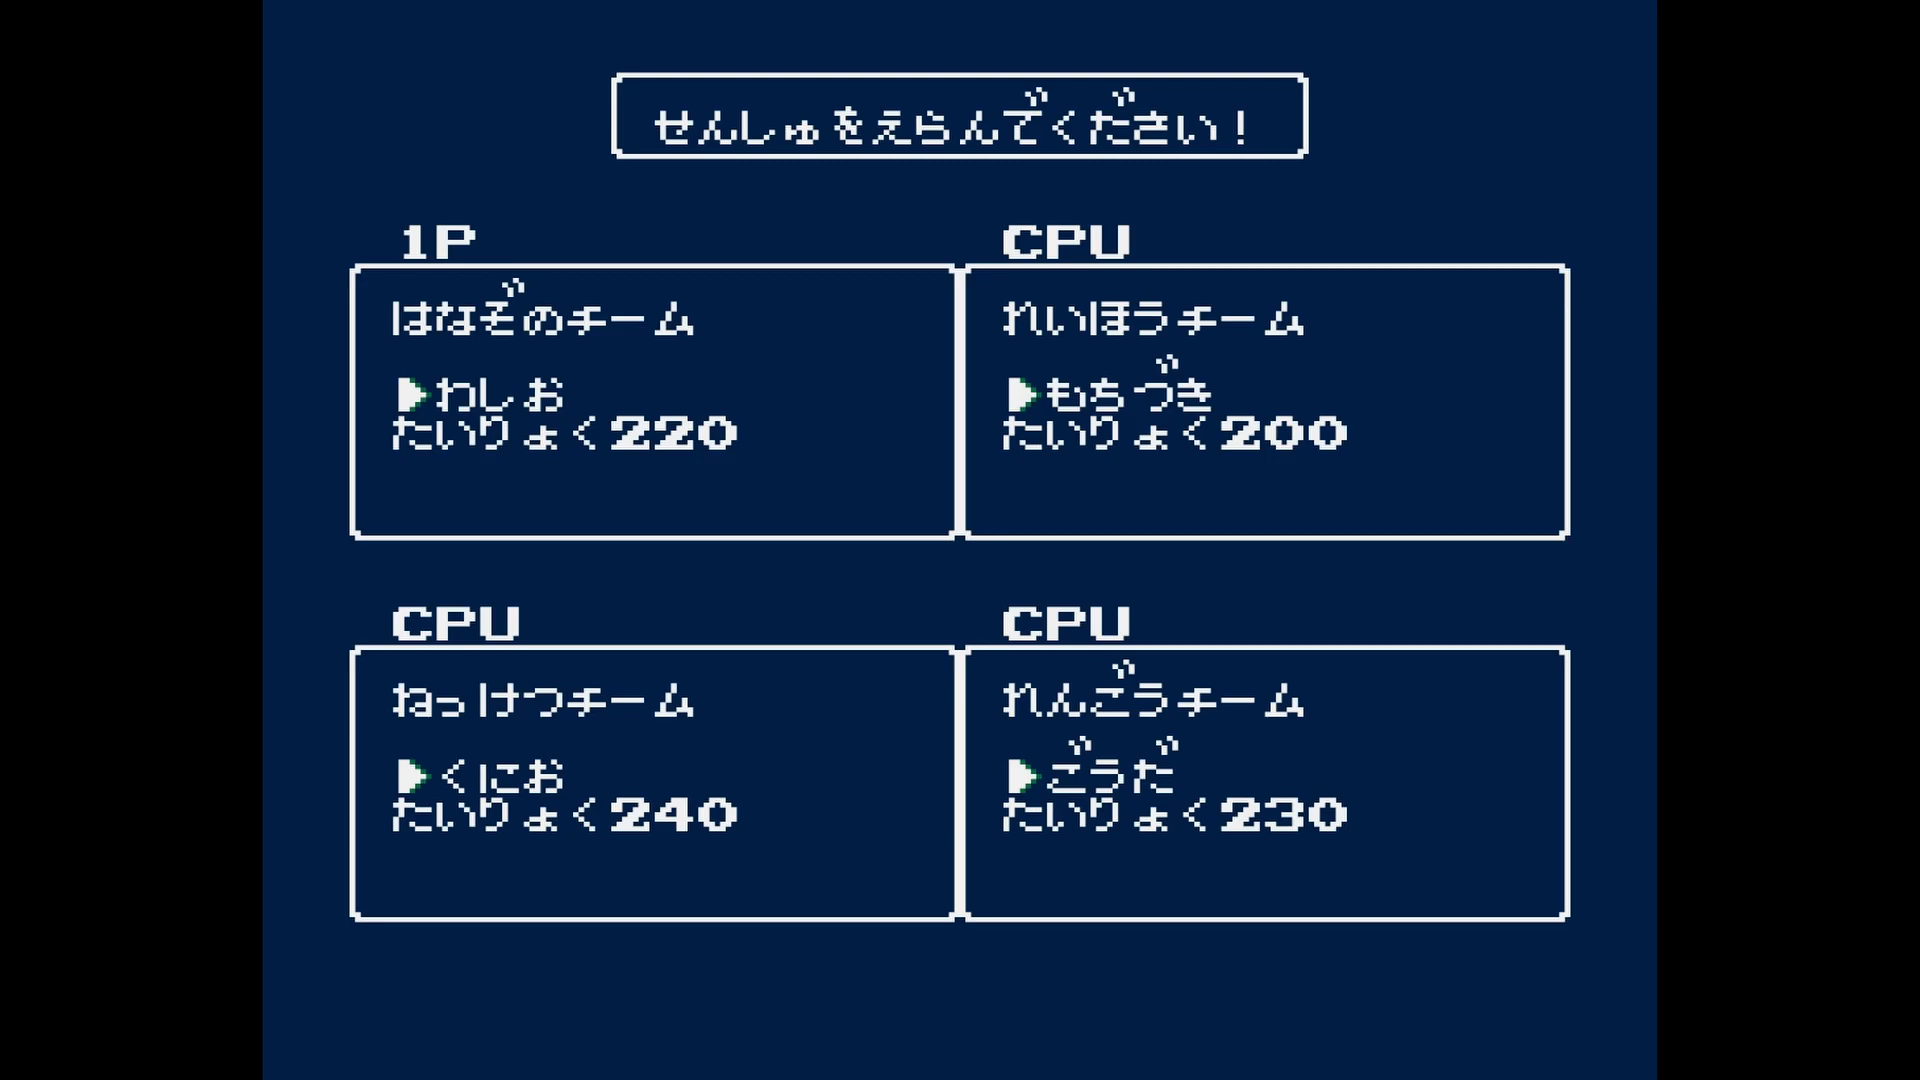 せんしゅをえらんでください!
1P
はなぞのチーム
▶わしお
たいりょく220
CPU
れいほうチーム
▶もちづき
たいりょく200
CPU
ねっけつチーム
▶くにお
たいりょく240
CPU
れんごうチーム
▶ごうだ
たいりょく230